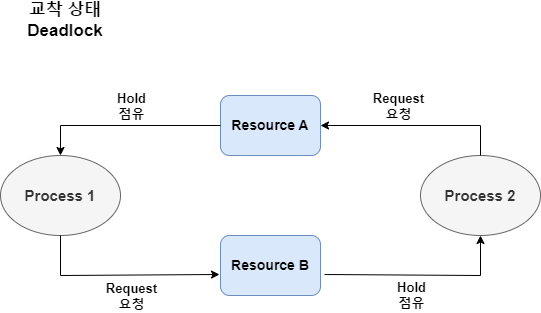 교착 상태
Deadlock
Hold
점유
Resource A
Request
요청
Process 1
Process 2
Request
요청
Resource B
Hold
점유